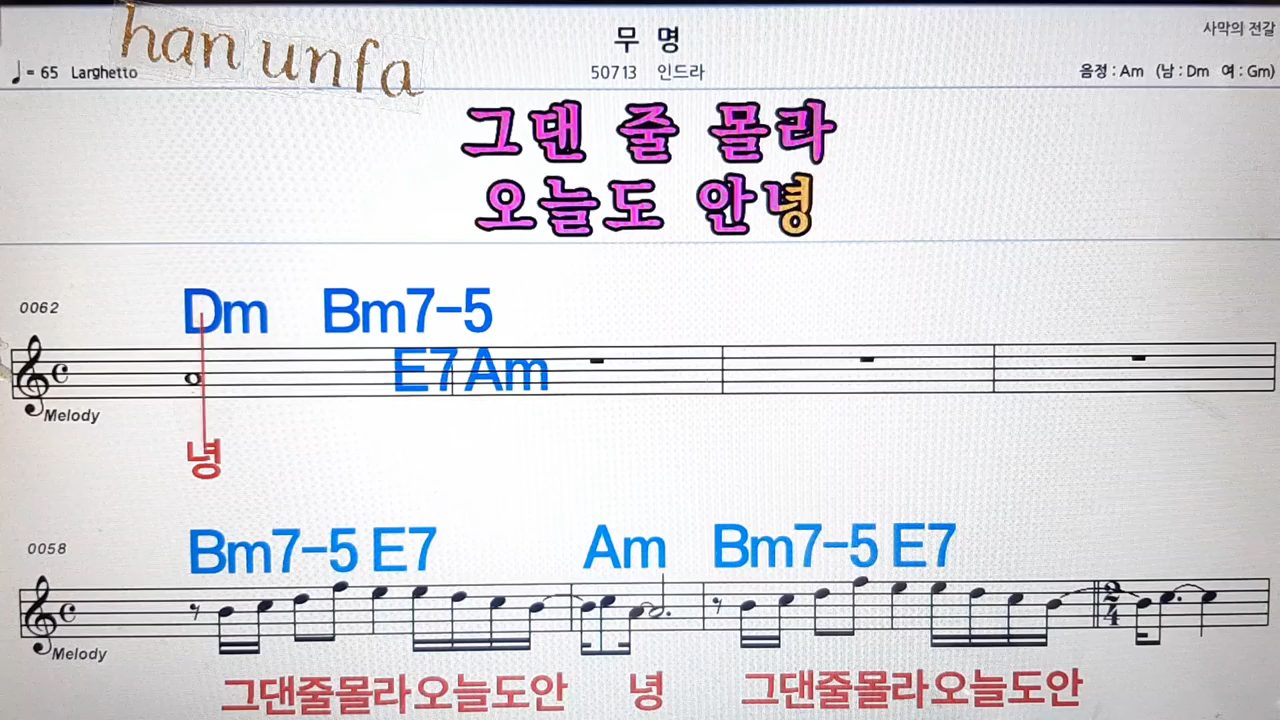 han unfa
무 명
사막의 전갈
♩= 65 Larghetto
50713 인드라
음정 : Am (남 : Dm 여 : Gm)
그댄 줄 몰라
오늘도 안녕
0062
Dm Bm7-5
E7 Am
Melody
녕
0058
Bm7-5 E7 Am Bm7-5 E7
2
4
Melody
그댄줄몰라오늘도안 녕 그댄줄몰라오늘도안